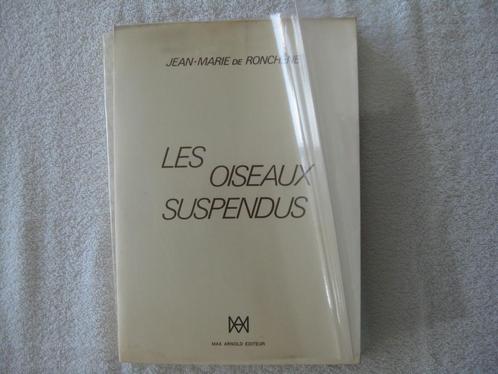 JEAN-MARIE DE RONCHÈNE
LES
OISEAUX
SUSPENDUS
MAX ARNOLD EDITEUR